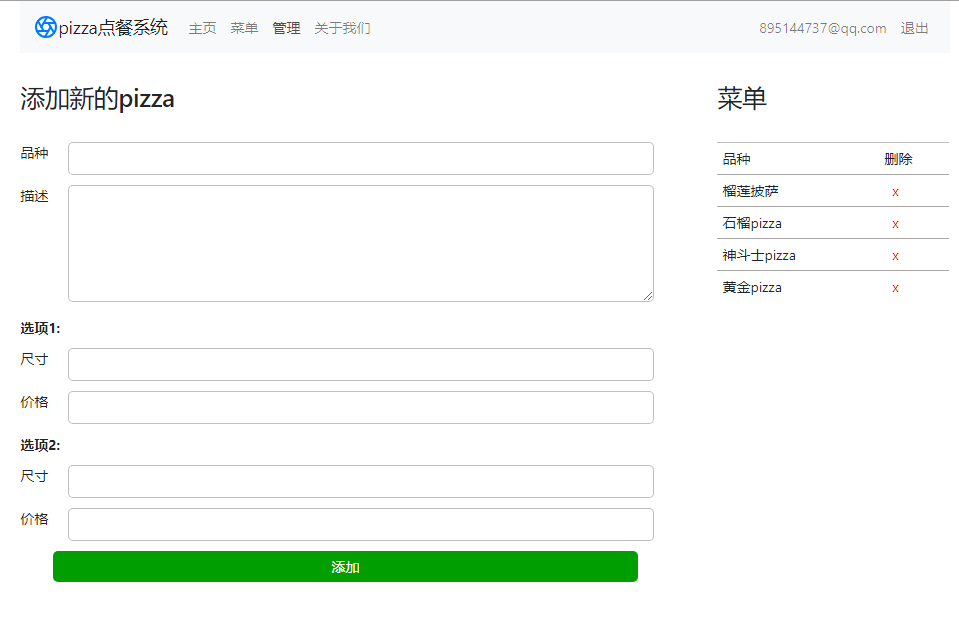 pizza点餐系统 主页 菜单 管理 关于我们 895144737@qq.com 退出
添加新的pizza
品种
描述
选项1:
尺寸
价格
选项2:
尺寸
价格
添加
菜单
品种 删除
榴莲披萨 x
石榴pizza x
神斗士pizza x
黄金pizza x